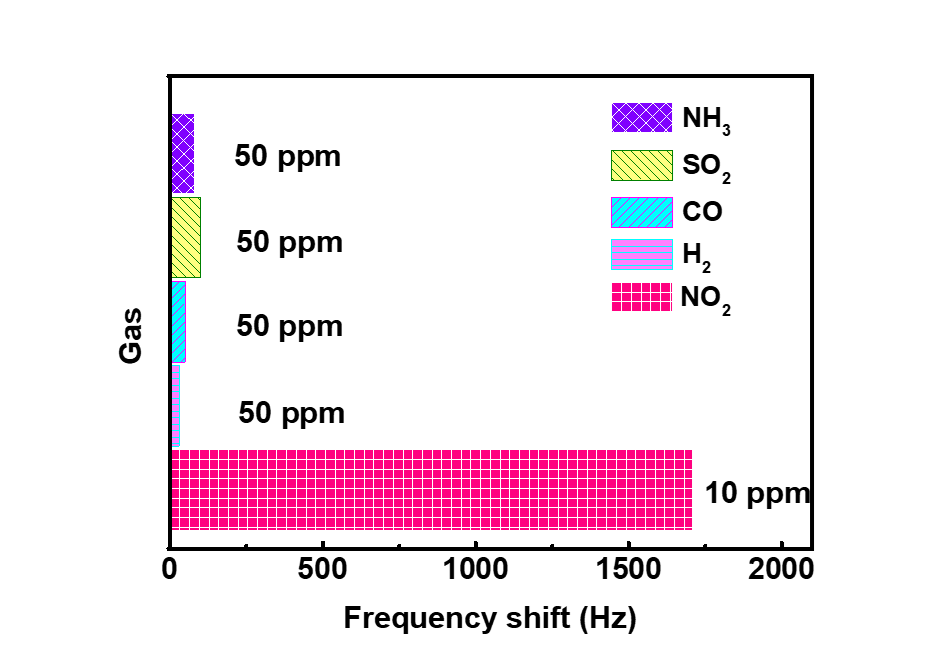 NH₃
50 ppm
SO₂
CO
50 ppm
H₂
NO₂
50 ppm
Gas
50 ppm
10 ppm
0 500 1000 1500 2000
Frequency shift (Hz)